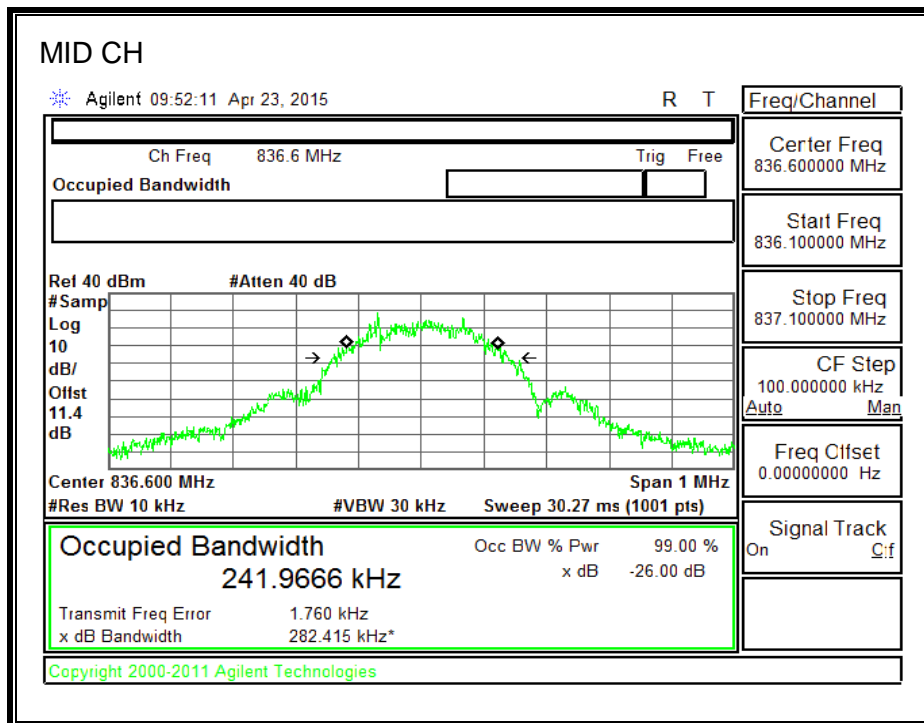 MID CH
Agilent 09:52:11 Apr 23, 2015 R T
Ch Freq 836.6 MHz Trig Free
Occupied Bandwidth
Ref 40 dBm #Atten 40 dB
#Samp
Log
10
dB/
Offst
11.4
dB
Center 836.600 MHz Span 1 MHz
#Res BW 10 kHz #VBW 30 kHz Sweep 30.27 ms (1001 pts)
Occupied Bandwidth Occ BW % Pwr 99.00 %
241.9666 kHz x dB -26.00 dB
Transmit Freq Error 1.760 kHz
x dB Bandwidth 282.415 kHz*
Copyright 2000-2011 Agilent Technologies
Freq/Channel
Center Freq
836.600000 MHz
Start Freq
836.100000 MHz
Stop Freq
837.100000 MHz
CF Step
100.000000 kHz
Auto Man
Freq Offset
0.00000000 Hz
Signal Track
On Off